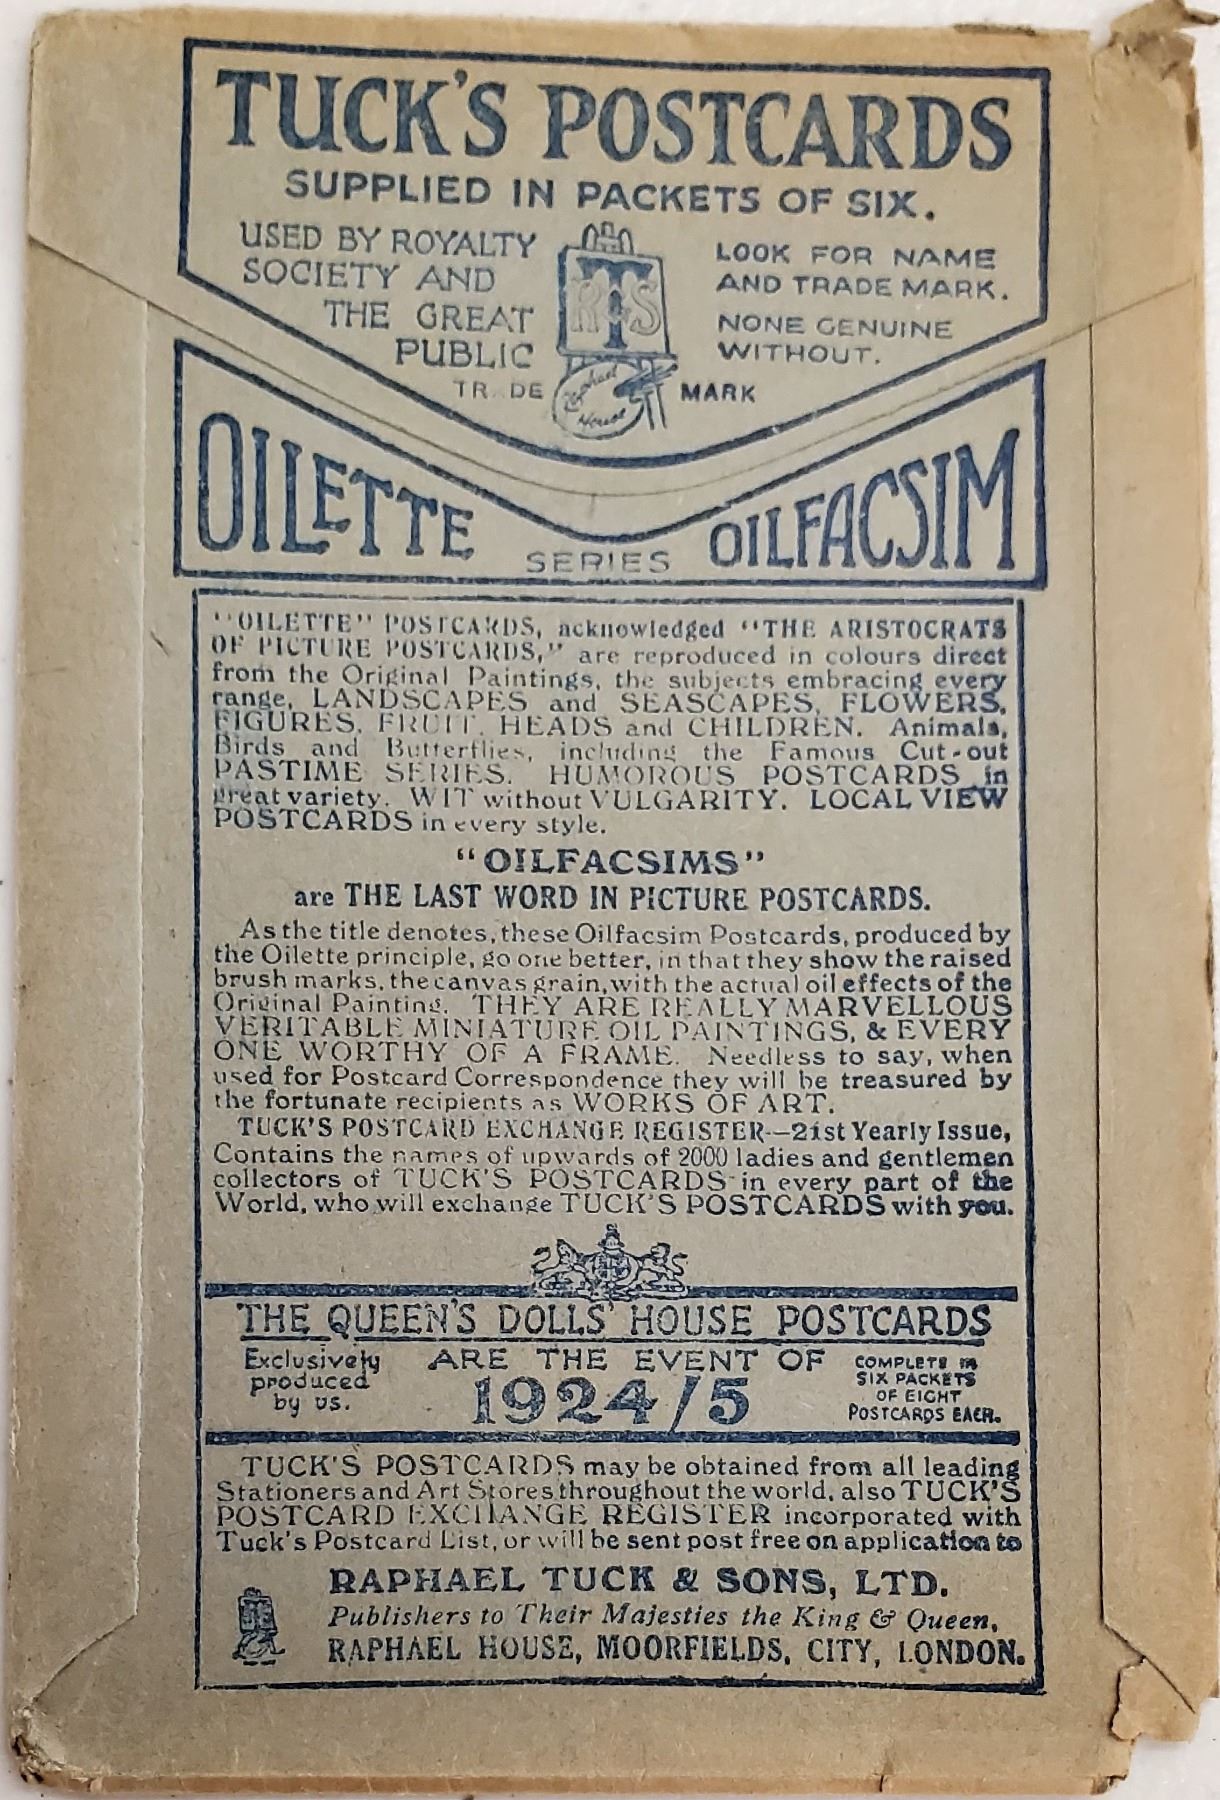 TUCK'S POSTCARDS
SUPPLIED IN PACKETS OF SIX.
USED BY ROYALTY
SOCIETY AND
THE GREAT
PUBLIC
RTS
&
Raphael
House
TRADE MARK
LOOK FOR NAME
AND TRADE MARK.
NONE GENUINE
WITHOUT.
OILETTE SERIES OILFACSIM
"OILETTE" POSTCARDS, acknowledged "THE ARISTOCRATS
OF PICTURE POSTCARDS," are reproduced in colours direct
from the Original Paintings, the subjects embracing every
range, LANDSCAPES and SEASCAPES, FLOWERS,
FIGURES, FRUIT, HEADS and CHILDREN. Animals,
Birds and Butterflies, including the Famous Cut-out
PASTIME SERIES. HUMOROUS POSTCARDS in
great variety. WIT without VULGARITY. LOCAL VIEW
POSTCARDS in every style.
"OILFACSIMS"
are THE LAST WORD IN PICTURE POSTCARDS.
As the title denotes, these Oilfacsim Postcards, produced by
the Oilette principle, go one better, in that they show the raised
brush marks, the canvas grain, with the actual oil effects of the
Original Painting. THEY ARE REALLY MARVELLOUS
VERITABLE MINIATURE OIL PAINTINGS, & EVERY
ONE WORTHY OF A FRAME. Needless to say, when
used for Postcard Correspondence they will be treasured by
the fortunate recipients as WORKS OF ART.
TUCK'S POSTCARD EXCHANGE REGISTER--21st Yearly Issue,
Contains the names of upwards of 2000 ladies and gentlemen
collectors of TUCK'S POSTCARDS in every part of the
World, who will exchange TUCK'S POSTCARDS with you.
THE QUEEN'S DOLLS' HOUSE POSTCARDS
Exclusively
produced
by us.
ARE THE EVENT OF
1924/5
COMPLETE IN
SIX PACKETS
OF EIGHT
POSTCARDS EACH.
TUCK'S POSTCARDS may be obtained from all leading
Stationers and Art Stores throughout the world, also TUCK'S
POSTCARD EXCHANGE REGISTER incorporated with
Tuck's Postcard List, or will be sent post free on application to
RAPHAEL TUCK & SONS, LTD.
Publishers to Their Majesties the King & Queen,
RAPHAEL HOUSE, MOORFIELDS, CITY, LONDON.